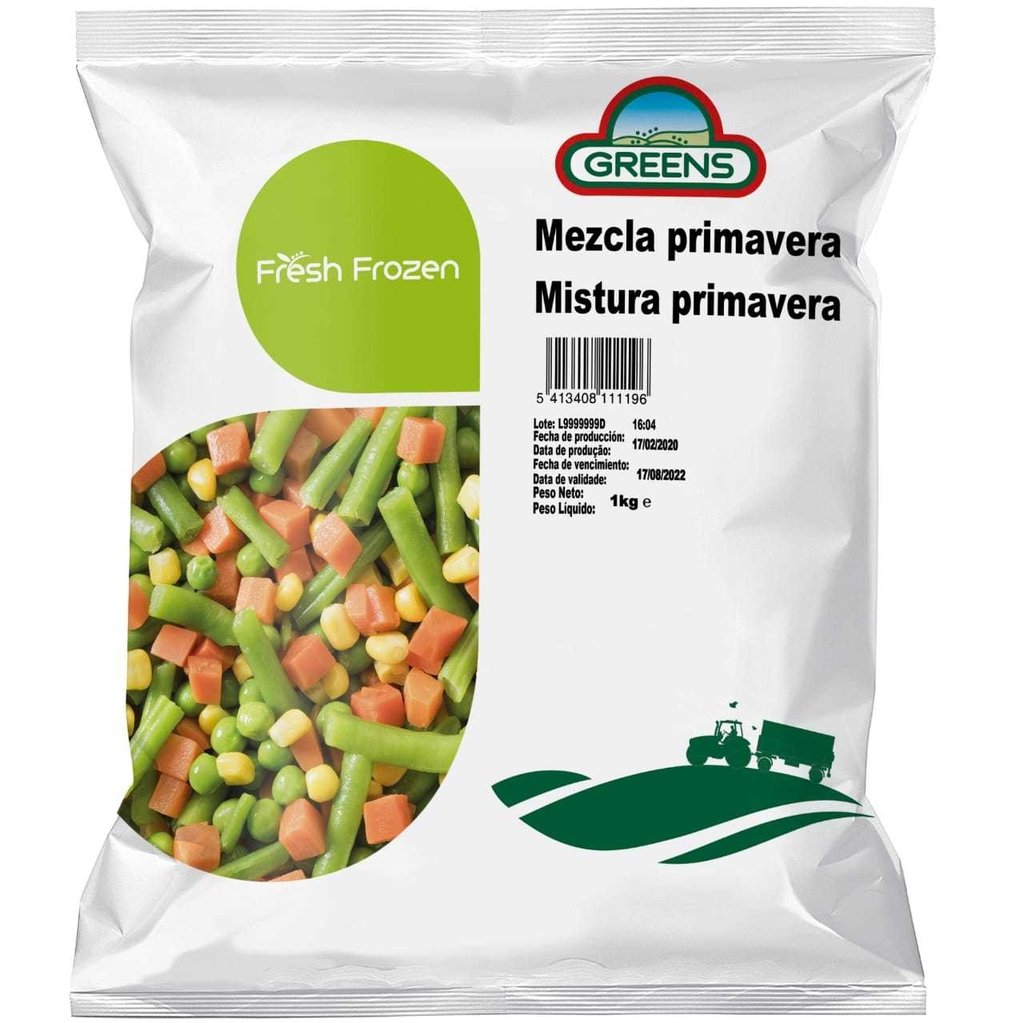 GREENS
Fresh Frozen
Mezcla primavera
Mistura primavera
5 413408 111196
Lote: L9999999D 16:04
Fecha de producción:
Data de produção: 17/02/2020
Fecha de vencimiento:
Data de validade: 17/08/2022
Peso Neto:
Peso Líquido: 1kg e